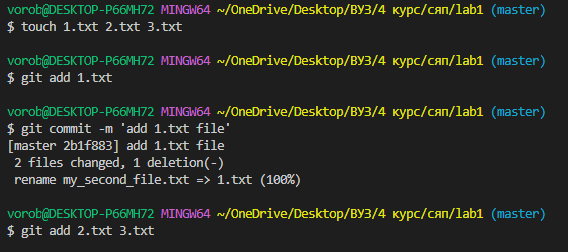 vorob@DESKTOP-P66MH72 MINGW64 ~/OneDrive/Desktop/ВУЗ/4 курс/сяп/lab1 (master)
$ touch 1.txt 2.txt 3.txt
vorob@DESKTOP-P66MH72 MINGW64 ~/OneDrive/Desktop/ВУЗ/4 курс/сяп/lab1 (master)
$ git add 1.txt
vorob@DESKTOP-P66MH72 MINGW64 ~/OneDrive/Desktop/ВУЗ/4 курс/сяп/lab1 (master)
$ git commit -m 'add 1.txt file'
[master 2b1f883] add 1.txt file
 2 files changed, 1 deletion(-)
 rename my_second_file.txt => 1.txt (100%)
vorob@DESKTOP-P66MH72 MINGW64 ~/OneDrive/Desktop/ВУЗ/4 курс/сяп/lab1 (master)
$ git add 2.txt 3.txt